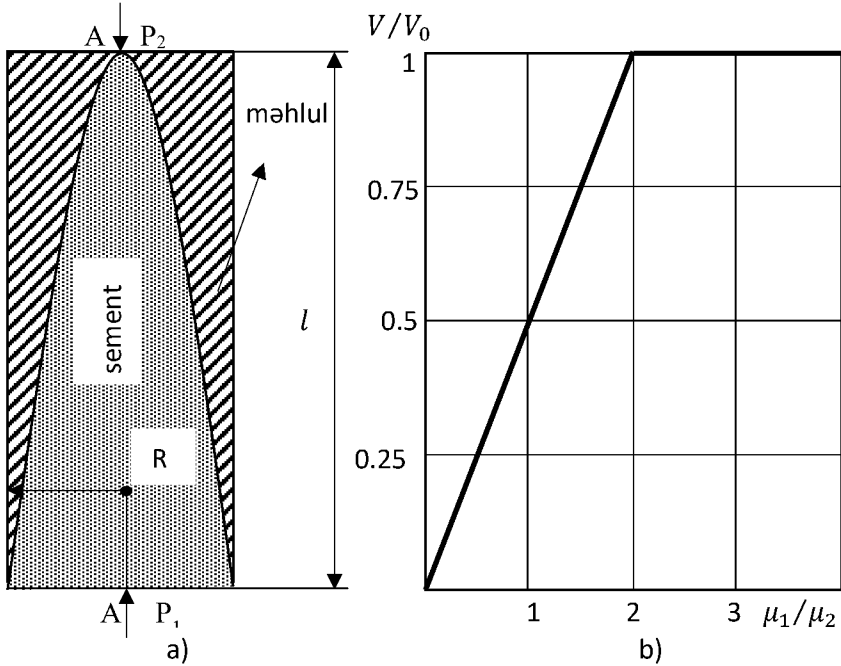 A P₂
məhlul
sement
l
R
A P₁
a)
V/V₀
1
0.75
0.5
0.25
1 2 3 μ₁/μ₂
b)